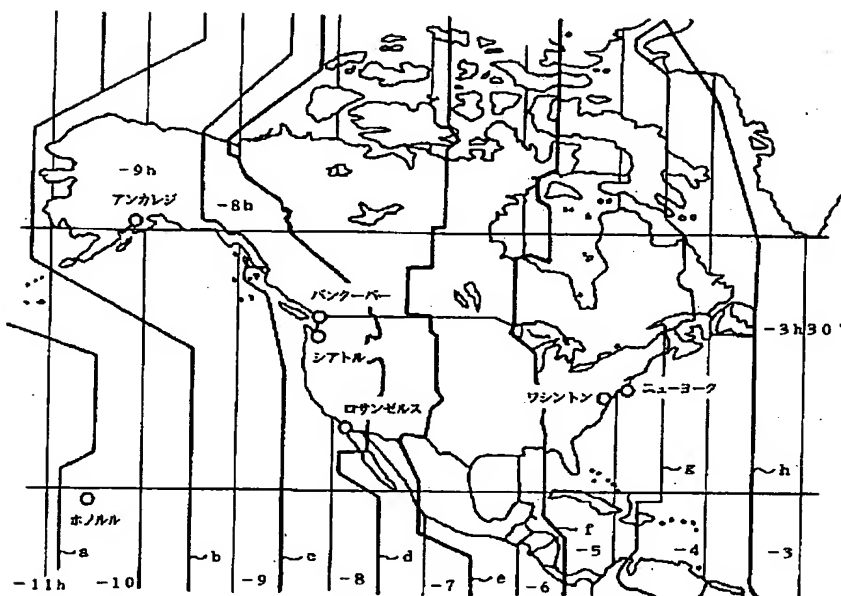 -9h
アンカレジ
-8h
バンクーバー
シアトル
ロサンゼルス
ワシントン
ニューヨーク
-3h30'
ホノルル
a
b
c
d
e
f
g
h
-11h
-10
-9
-8
-7
-6
-5
-4
-3